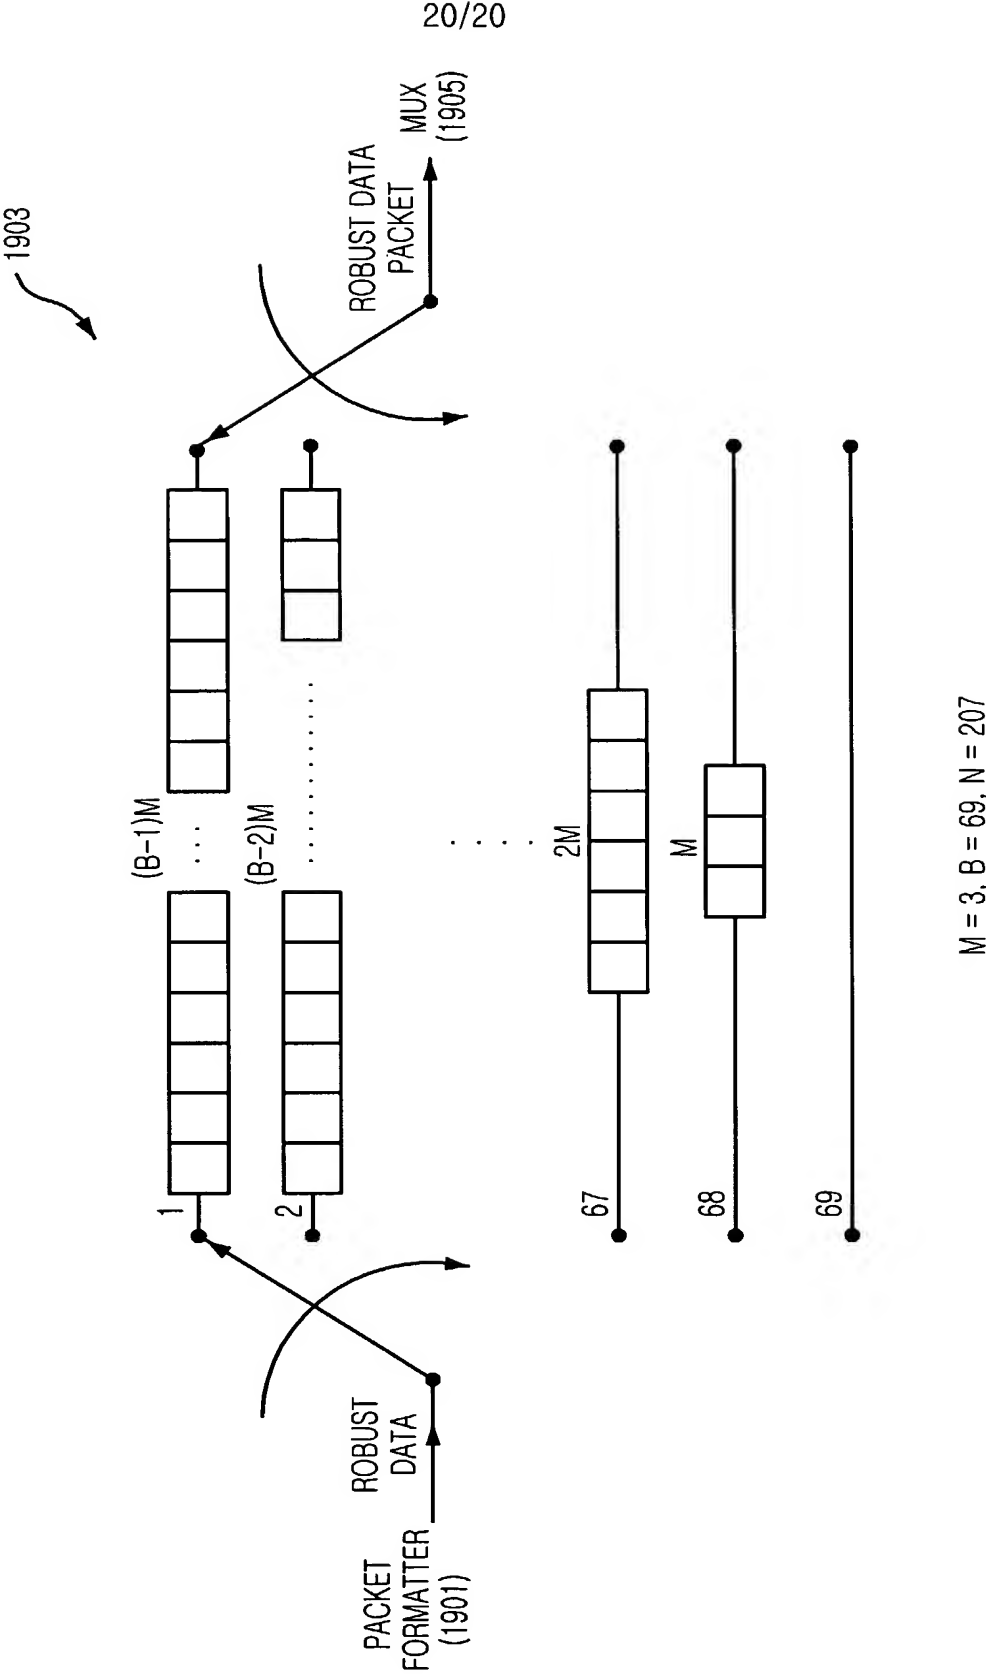 20/20
1903
PACKET
FORMATTER
(1901)
ROBUST
DATA
1
(B-1)M
2
(B-2)M
67
2M
68
M
69
ROBUST DATA
PACKET
MUX
(1905)
M = 3, B = 69, N = 207